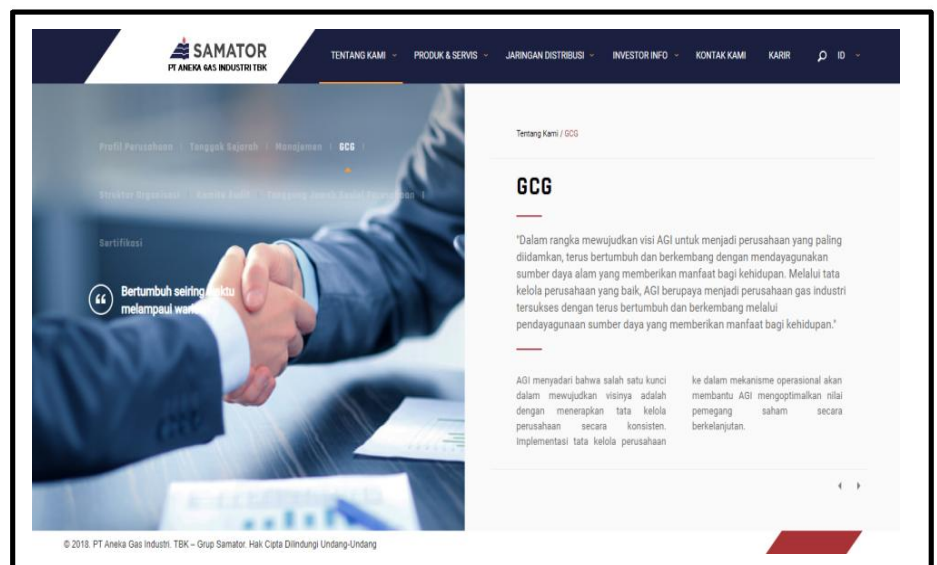 SAMATOR
PT ANEKA GAS INDUSTRI TBK
TENTANG KAMI PRODUK & SERVIS JARINGAN DISTRIBUSI INVESTOR INFO KONTAK KAMI KARIR ID
Profil Perusahaan | Tonggak Sejarah | Manajemen | GCG |
Struktur Organisasi | Komite Audit | Tanggung Jawab Sosial Perusahaan |
Sertifikasi
Bertumbuh seiring
melampaui
Tentang Kami / GCG
GCG
"Dalam rangka mewujudkan visi AGI untuk menjadi perusahaan yang paling
diidamkan, terus bertumbuh dan berkembang dengan mendayagunakan
sumber daya alam yang memberikan manfaat bagi kehidupan. Melalui tata
kelola perusahaan yang baik, AGI berupaya menjadi perusahaan gas industri
tersukses dengan terus bertumbuh dan berkembang melalui
pendayagunaan sumber daya yang memberikan manfaat bagi kehidupan."
AGI menyadari bahwa salah satu kunci
dalam mewujudkan visinya adalah
dengan menerapkan tata kelola
perusahaan secara konsisten.
Implementasi tata kelola perusahaan
ke dalam mekanisme operasional akan
membantu AGI mengoptimalkan nilai
pemegang saham secara
berkelanjutan.
© 2018. PT Aneka Gas Industri. TBK – Grup Samator. Hak Cipta Dilindungi Undang-Undang